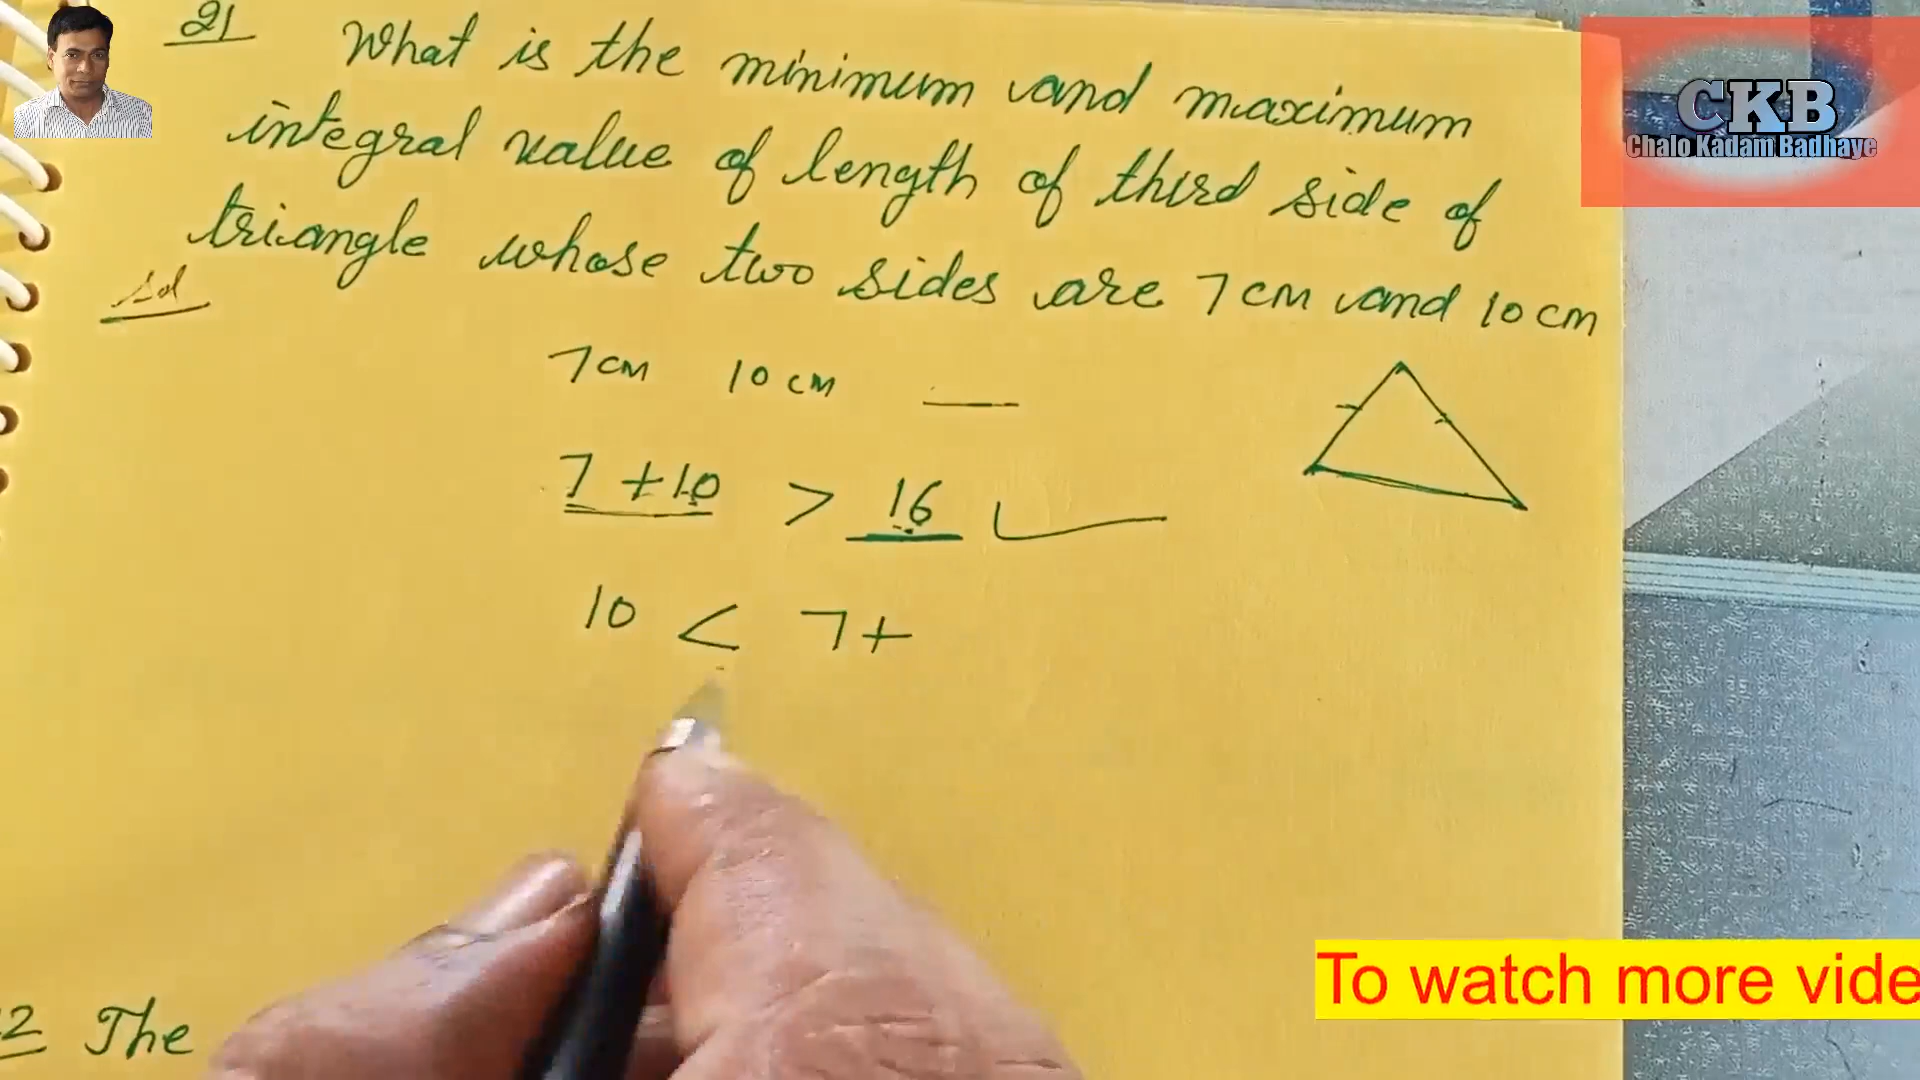 21 What is the minimum and maximum
integral value of length of third side of
triangle whose two sides are 7 cm and 10 cm
Sol
7 cm 10 cm
7 + 10 > 16
10 < 7 +
The
CKB
Chalo Kadam Badhaye
To watch more vide